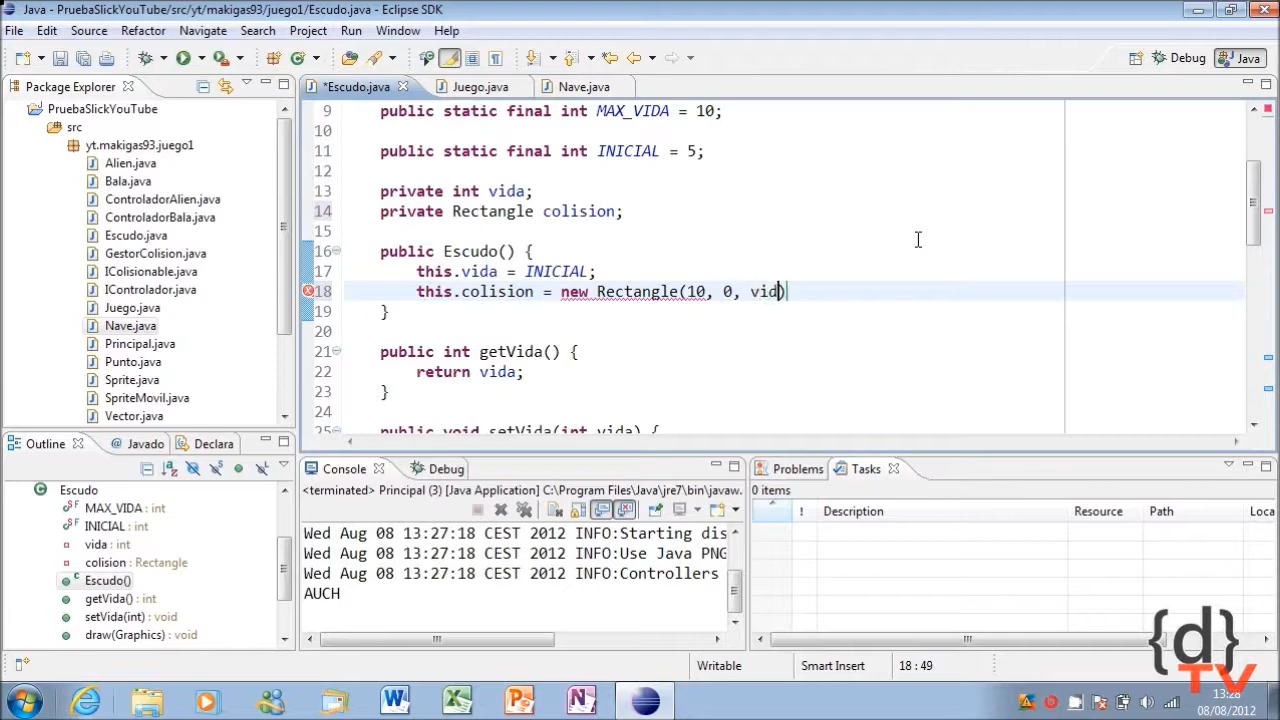 Java - PruebaSlickYouTube/src/yt/makigas93/juego1/Escudo.java - Eclipse SDK
File Edit Source Refactor Navigate Search Project Run Window Help
Debug Java
Package Explorer
*Escudo.java Juego.java Nave.java
PruebaSlickYouTube
src
yt.makigas93.juego1
Alien.java
Bala.java
ControladorAlien.java
ControladorBala.java
Escudo.java
GestorColision.java
IColisionable.java
IControlador.java
Juego.java
Nave.java
Principal.java
Punto.java
Sprite.java
SpriteMovil.java
Vector.java
9 public static final int MAX_VIDA = 10;
10
11 public static final int INICIAL = 5;
12
13 private int vida;
14 private Rectangle colision;
15
16 public Escudo() {
17 this.vida = INICIAL;
18 this.colision = new Rectangle(10, 0, vid)
19 }
20
21 public int getVida() {
22 return vida;
23 }
24
25 public void setVida(int vida) {
Outline Javado Declara
Escudo
MAX_VIDA : int
INICIAL : int
vida : int
colision : Rectangle
Escudo()
getVida() : int
setVida(int) : void
draw(Graphics) : void
Console Debug
<terminated> Principal (3) [Java Application] C:\Program Files\Java\jre7\bin\javaw.
Wed Aug 08 13:27:18 CEST 2012 INFO:Starting dis
Wed Aug 08 13:27:18 CEST 2012 INFO:Use Java PNG
Wed Aug 08 13:27:18 CEST 2012 INFO:Controllers
AUCH
Problems Tasks
0 items
! Description Resource Path Loca
Writable Smart Insert 18 : 49
{d}
TV
13:28
08/08/2012